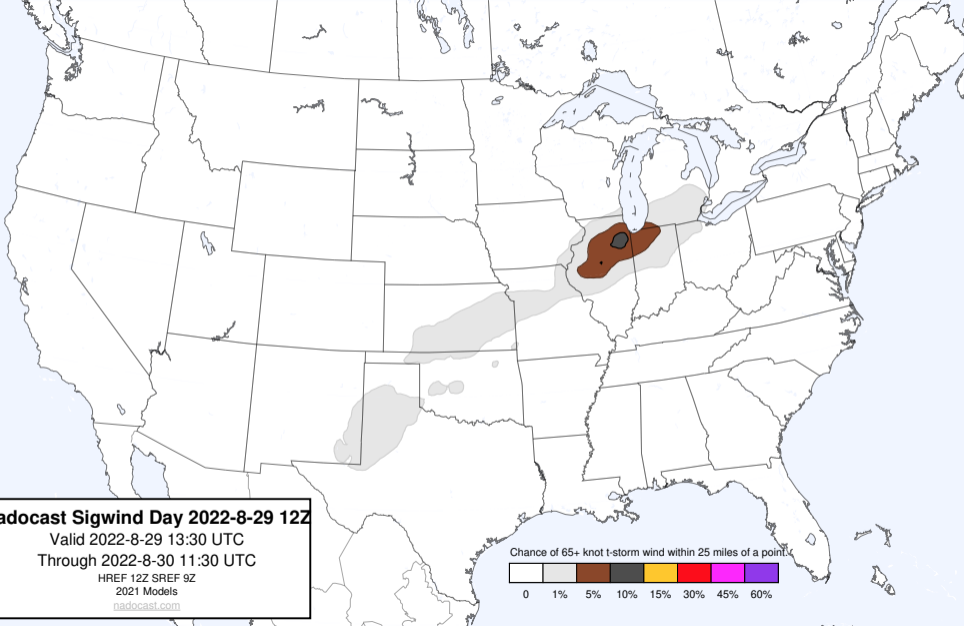 adocast Sigwind Day 2022-8-29 12Z
Valid 2022-8-29 13:30 UTC
Through 2022-8-30 11:30 UTC
HREF 12Z SREF 9Z
2021 Models
nadocast.com
Chance of 65+ knot t-storm wind within 25 miles of a point.
0 1% 5% 10% 15% 30% 45% 60%